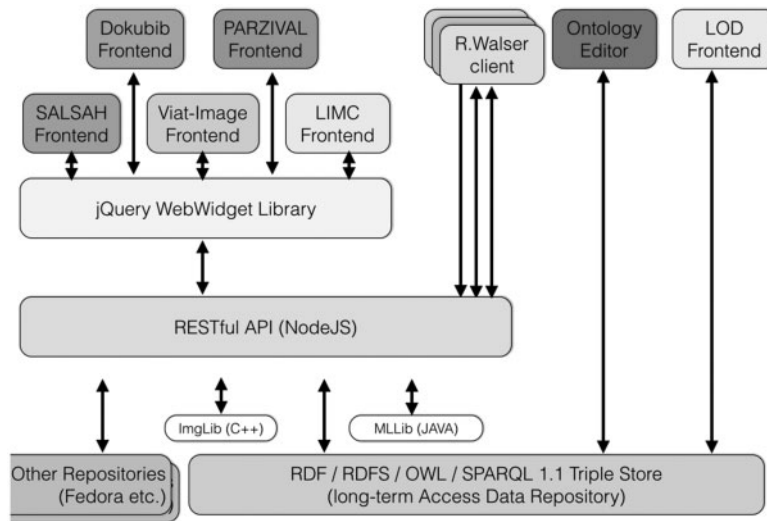 Dokubib
Frontend
PARZIVAL
Frontend
R.Walser
client
Ontology
Editor
LOD
Frontend
SALSAH
Frontend
Viat-Image
Frontend
LIMC
Frontend
jQuery WebWidget Library
RESTful API (NodeJS)
ImgLib (C++)
MLLib (JAVA)
Other Repositories
(Fedora etc.)
RDF / RDFS / OWL / SPARQL 1.1 Triple Store
(long-term Access Data Repository)